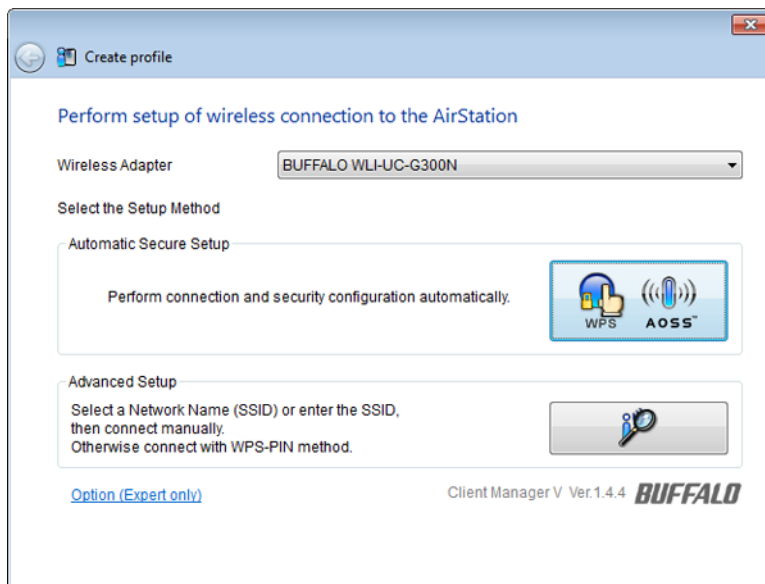 Create profile
Perform setup of wireless connection to the AirStation
Wireless Adapter
BUFFALO WLI-UC-G300N
Select the Setup Method
Automatic Secure Setup
Perform connection and security configuration automatically.
WPS
AOSS™
Advanced Setup
Select a Network Name (SSID) or enter the SSID,
then connect manually.
Otherwise connect with WPS-PIN method.
Option (Expert only)
Client Manager V Ver.1.4.4 BUFFALO